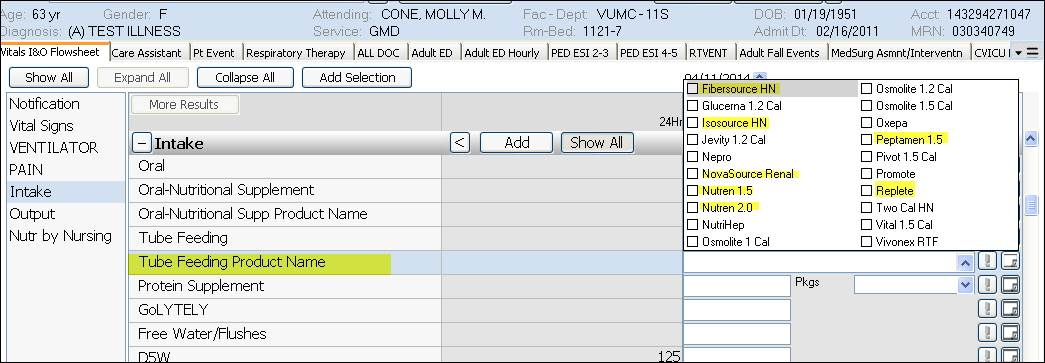 Age: 63 yr Gender: F Attending: CONE, MOLLY M. Fac-Dept: VUMC-11S DOB: 01/19/1951 Acct: 143294271047
Diagnosis: (A) TEST ILLNESS Service: GMD Rm-Bed: 1121-7 Admit Dt: 02/16/2011 MRN: 030340749
Vitals I&O Flowsheet Care Assistant Pt Event Respiratory Therapy ALL DOC Adult ED Adult ED Hourly PED ESI 2-3 PED ESI 4-5 RTVENT Adult Fall Events MedSurg Asmnt/Interventn CVICU
Show All Expand All Collapse All Add Selection
04/11/2014
Notification
Vital Signs
VENTILATOR
PAIN
Intake
Output
Nutr by Nursing
More Results
24Hr
− Intake < Add Show All
Oral
Oral-Nutritional Supplement
Oral-Nutritional Supp Product Name
Tube Feeding
Tube Feeding Product Name
Protein Supplement Pkgs
GoLYTELY
Free Water/Flushes
D5W 125
Fibersource HN
Glucerna 1.2 Cal
Isosource HN
Jevity 1.2 Cal
Nepro
NovaSource Renal
Nutren 1.5
Nutren 2.0
NutriHep
Osmolite 1 Cal
Osmolite 1.2 Cal
Osmolite 1.5 Cal
Oxepa
Peptamen 1.5
Pivot 1.5 Cal
Promote
Replete
Two Cal HN
Vital 1.5 Cal
Vivonex RTF